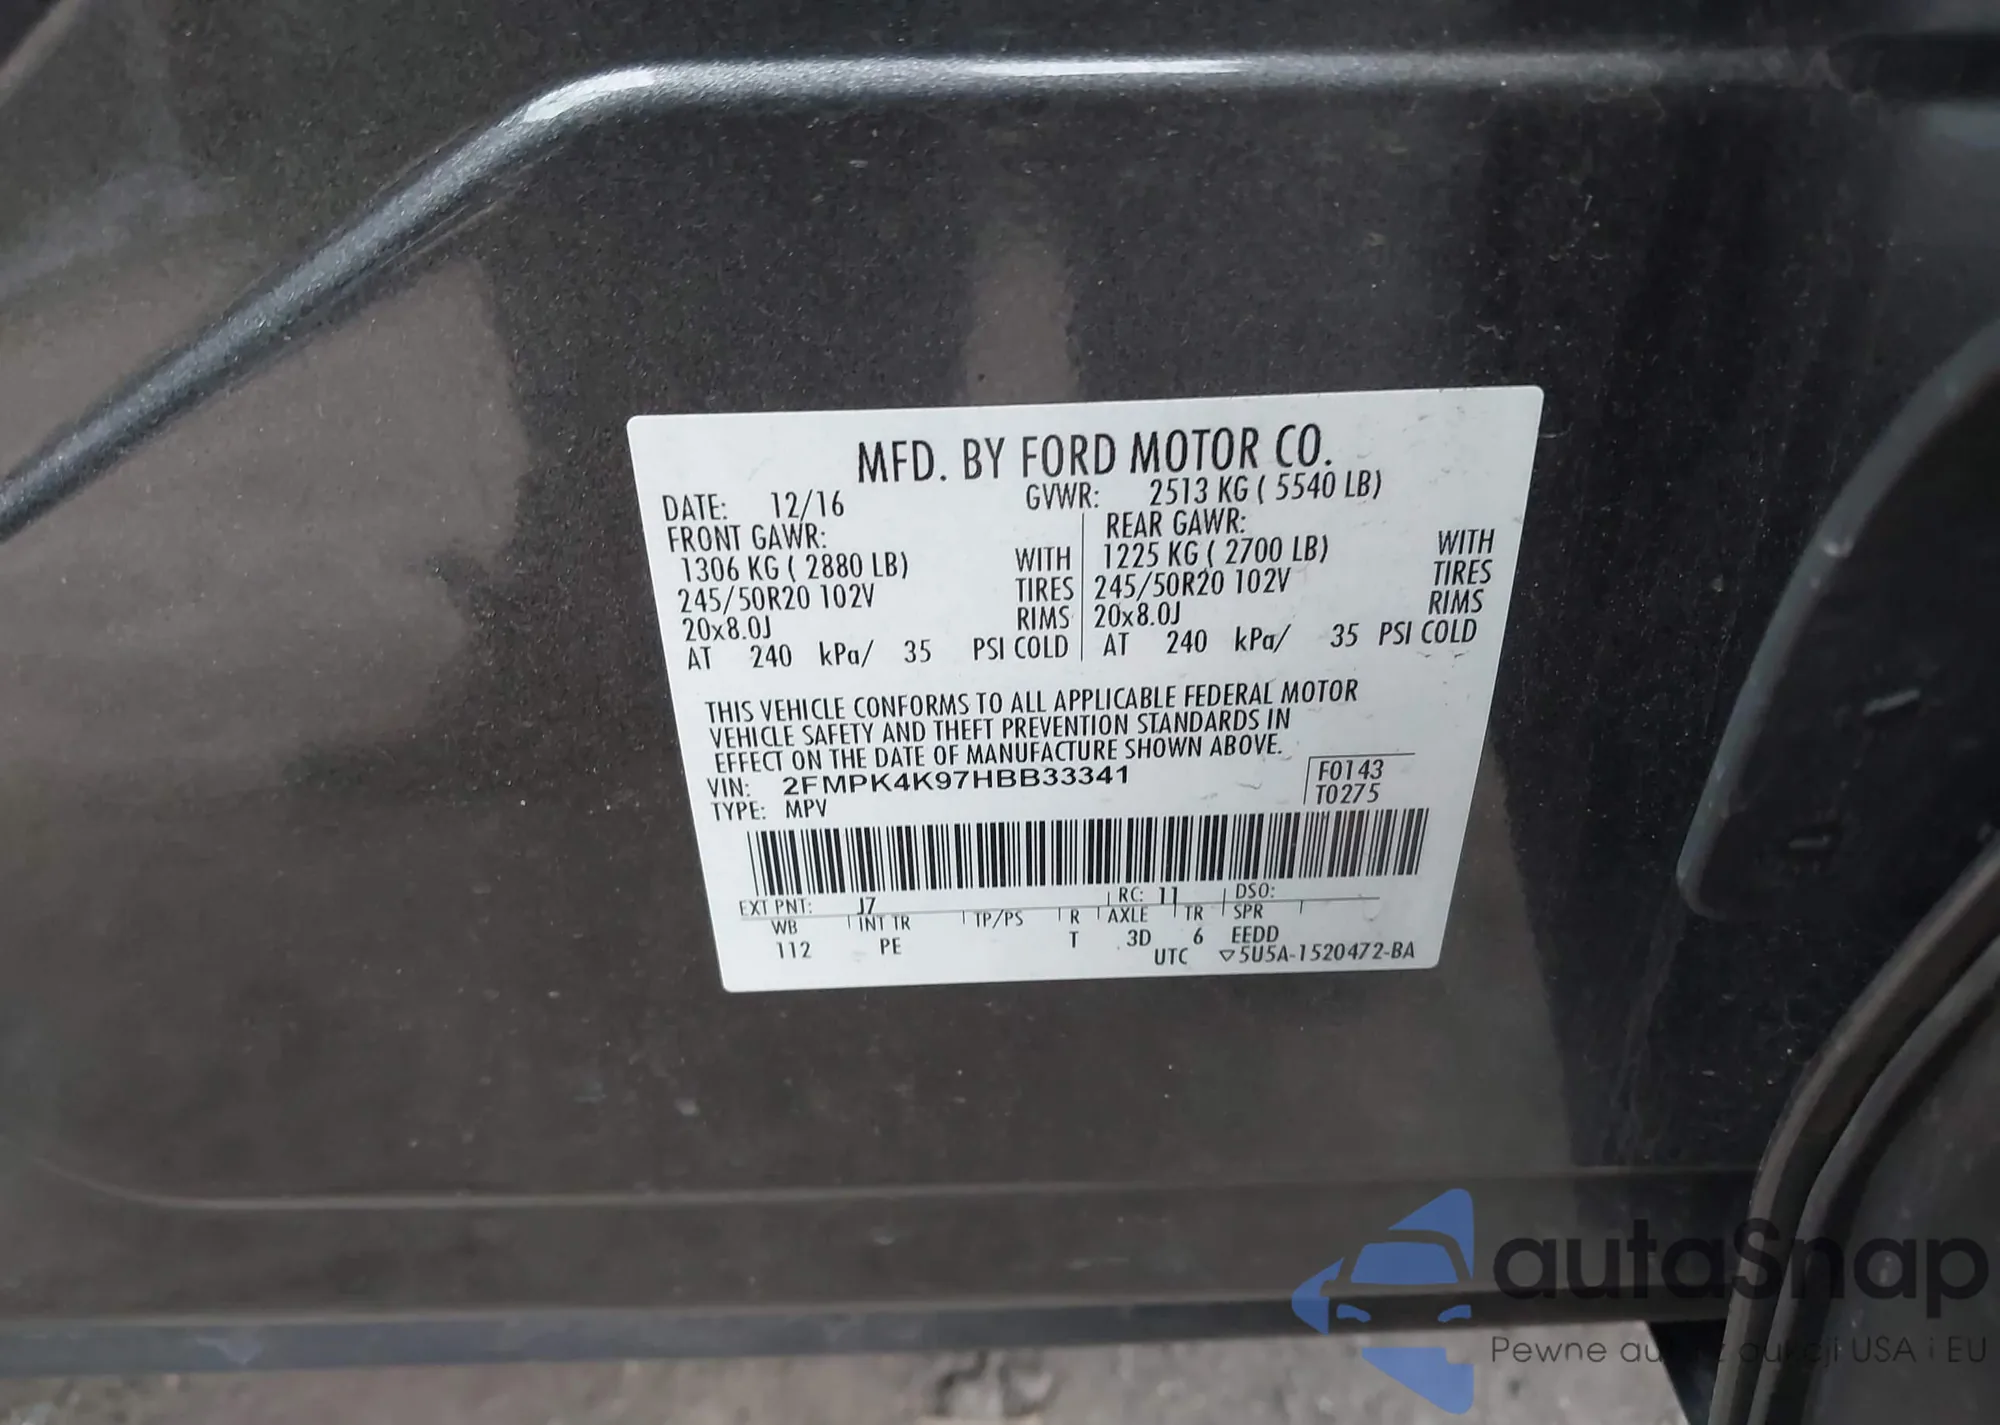 MFD. BY FORD MOTOR CO.
DATE: 12/16 GVWR: 2513 KG ( 5540 LB)
FRONT GAWR: REAR GAWR:
1306 KG ( 2880 LB) WITH 1225 KG ( 2700 LB) WITH
245/50R20 102V TIRES 245/50R20 102V TIRES
20x8.0J RIMS 20x8.0J RIMS
AT 240 kPa/ 35 PSI COLD AT 240 kPa/ 35 PSI COLD
THIS VEHICLE CONFORMS TO ALL APPLICABLE FEDERAL MOTOR
VEHICLE SAFETY AND THEFT PREVENTION STANDARDS IN
EFFECT ON THE DATE OF MANUFACTURE SHOWN ABOVE.
VIN: 2FMPK4K97HBB33341 F0143
TYPE: MPV T0275
EXT PNT: J7 RC: 11 DSO:
WB INT TR TP/PS R AXLE TR SPR
112 PE T 3D 6 EEDD
UTC ▽5U5A-1520472-BA
autaSnap
Pewne auta z aukcji USA i EU